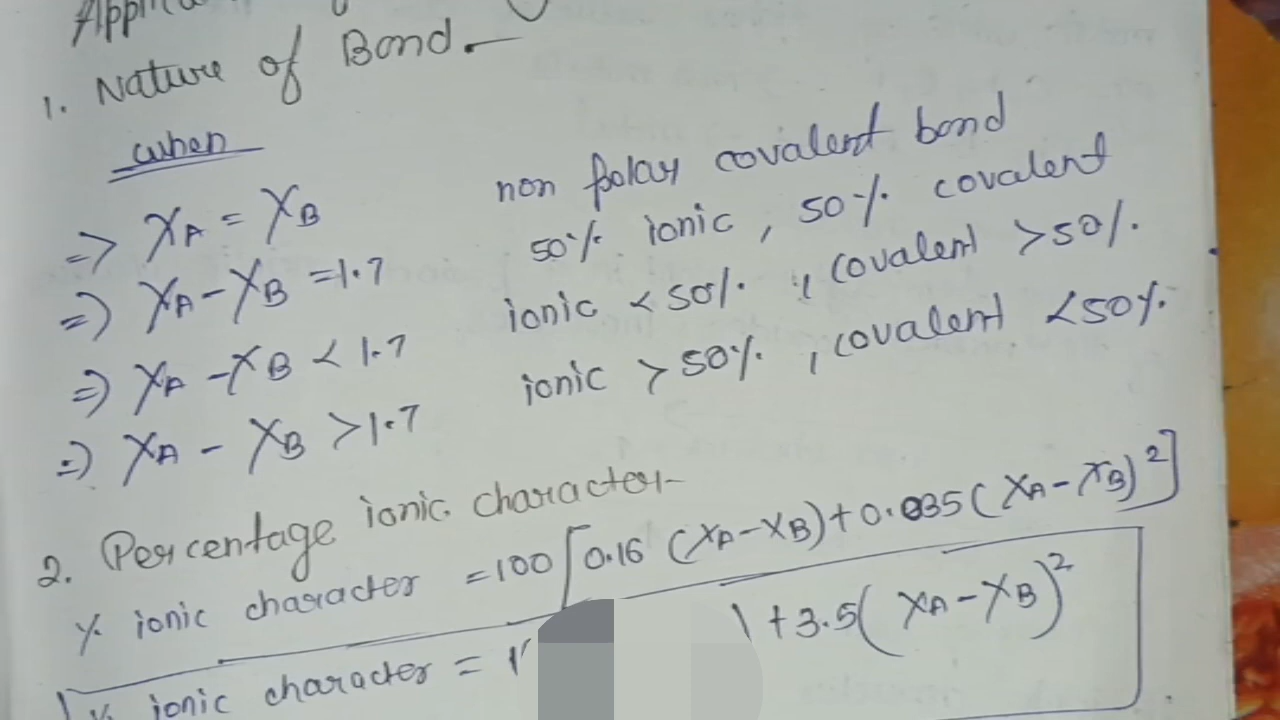 1. Nature of Bond.-
when
=> XA = XB non polar covalent bond
=> XA-XB =1.7 50% ionic, 50% covalent
=> XA -XB < 1.7 ionic <50%, covalent >50%.
=> XA - XB >1.7 ionic > 50%, covalent <50%.
2. Percentage ionic character-
% ionic character =100[0.16 (XA-XB)+0.035(XA-XB)²]
% ionic character = )+3.5(XA-XB)²